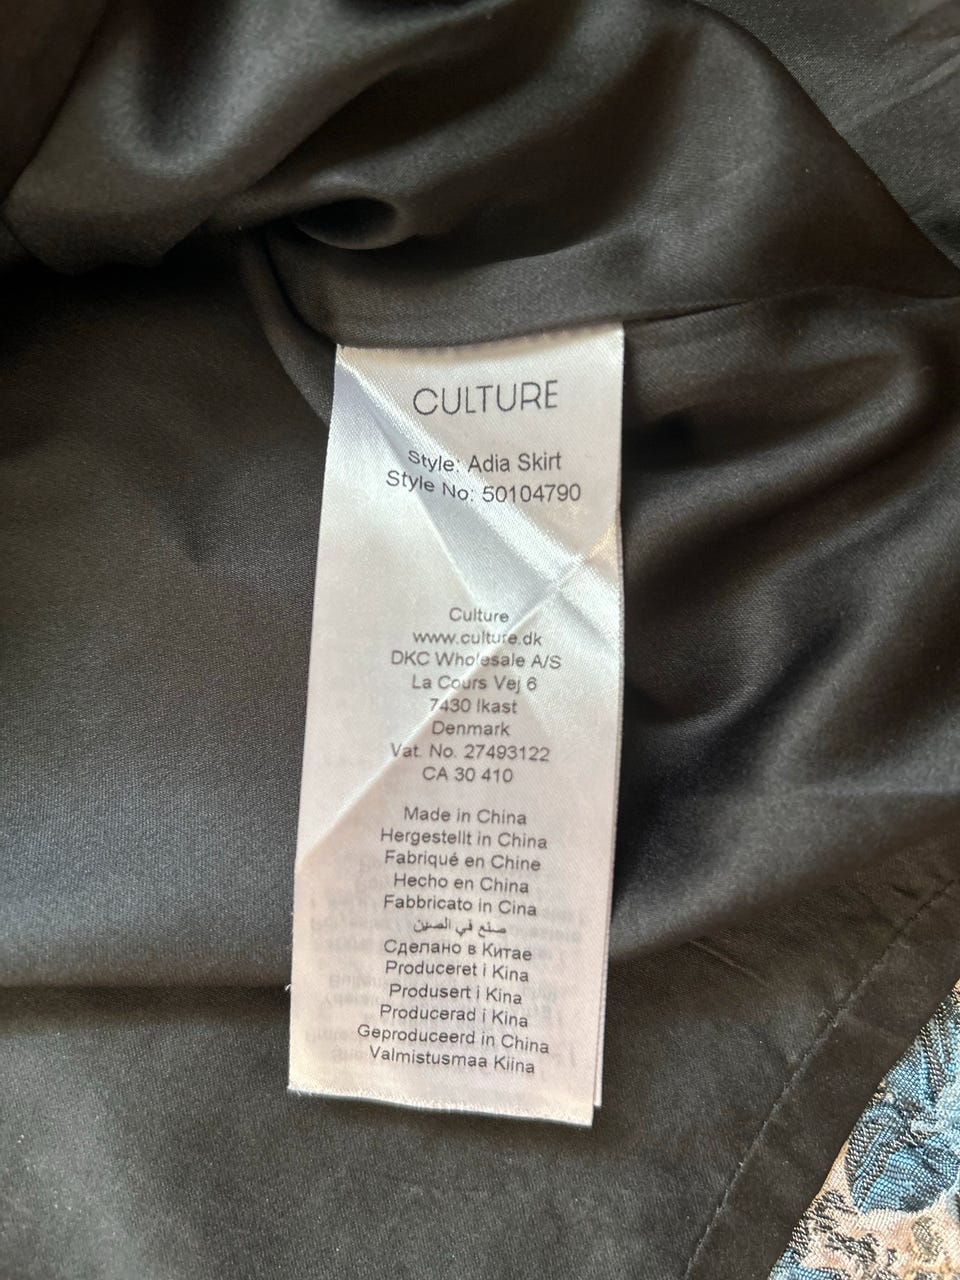 CULTURE
Style: Adia Skirt
Style No: 50104790
Culture
www.culture.dk
DKC Wholesale A/S
La Cours Vej 6
7430 Ikast
Denmark
Vat. No. 27493122
CA 30 410
Made in China
Hergestellt in China
Fabriqué en Chine
Hecho en China
Fabbricato in Cina
صنع في الصين
Сделано в Китае
Produceret i Kina
Produsert i Kina
Producerad i Kina
Geproduceerd in China
Valmistusmaa Kiina